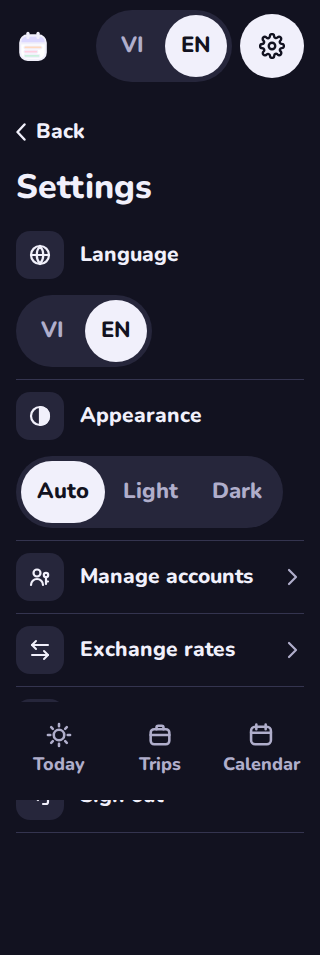 VI EN
Back
Settings
Language
VI EN
Appearance
Auto Light Dark
Manage accounts
Exchange rates
Today Trips Calendar